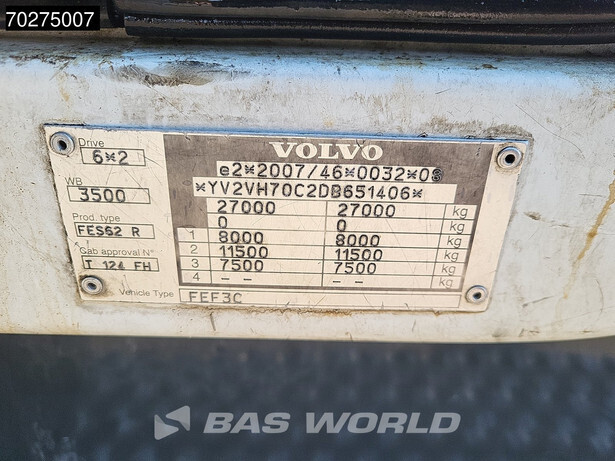 70275007
VOLVO
Drive
6*2
WB
3500
Prod. type
FES62 R
Cab approval N°
T 124 FH
e2*2007/46*0032*08
*YV2VH70C2DB651406*
27000 27000 kg
0 0 kg
1 8000 8000 kg
2 11500 11500 kg
3 7500 7500 kg
4 -- -- kg
Vehicle Type FEF3C
BAS WORLD